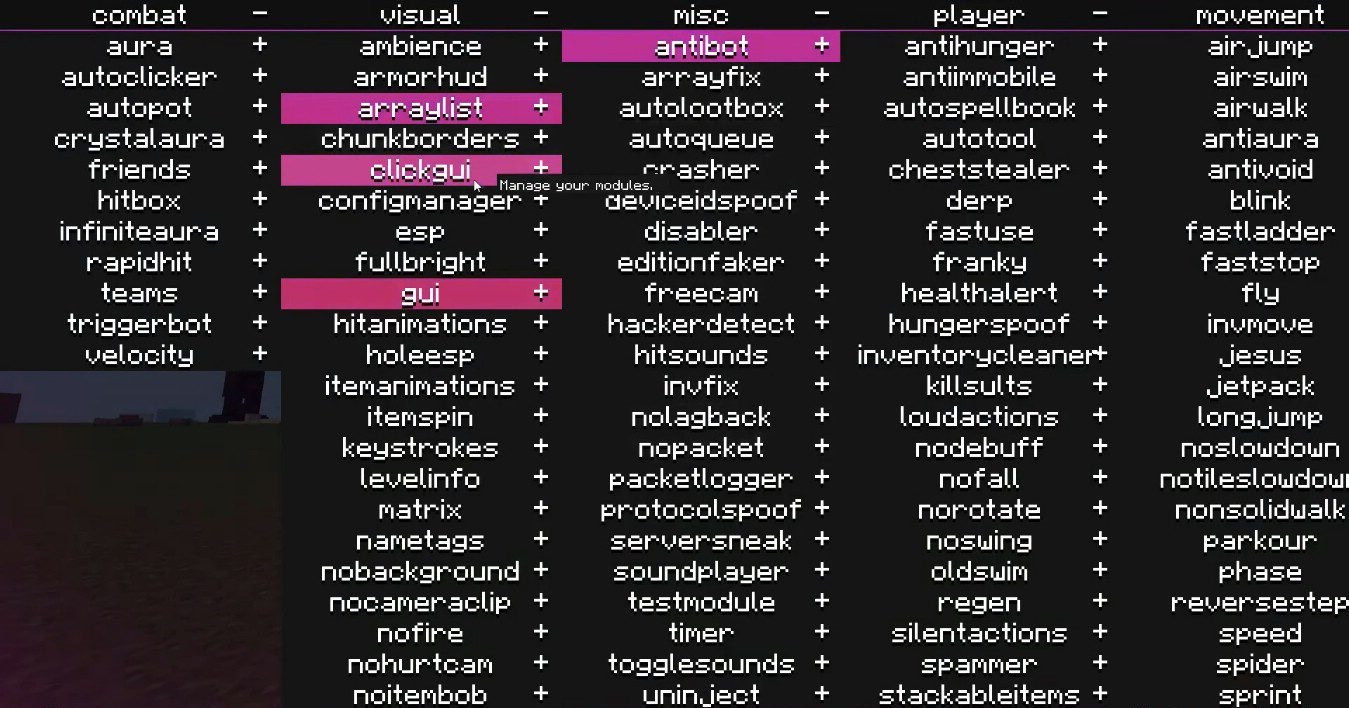 combat − visual − misc − player − movement
aura + ambience + antibot + antihunger + airjump
autoclicker + armorhud + arrayfix + antiimmobile + airswim
autopot + arraylist + autolootbox + autospellbook + airwalk
crystalaura + chunkborders + autoqueue + autotool + antiaura
friends + clickgui + crasher + cheststealer + antivoid
Manage your modules.
hitbox + configmanager + deviceidspoof + derp + blink
infiniteaura + esp + disabler + fastuse + fastladder
rapidhit + fullbright + editionfaker + franky + faststop
teams + gui + freecam + healthalert + fly
triggerbot + hitanimations + hackerdetect + hungerspoof + invmove
velocity + holeesp + hitsounds + inventorycleaner+ jesus
itemanimations + invfix + killsults + jetpack
itemspin + nolagback + loudactions + longjump
keystrokes + nopacket + nodebuff + noslowdown
levelinfo + packetlogger + nofall + notileslowdow
matrix + protocolspoof + norotate + nonsolidwalk
nametags + serversneak + noswing + parkour
nobackground + soundplayer + oldswim + phase
nocameraclip + testmodule + regen + reversestep
nofire + timer + silentactions + speed
nohurtcam + togglesounds + spammer + spider
noitembob + uninject + stackableitems + sprint